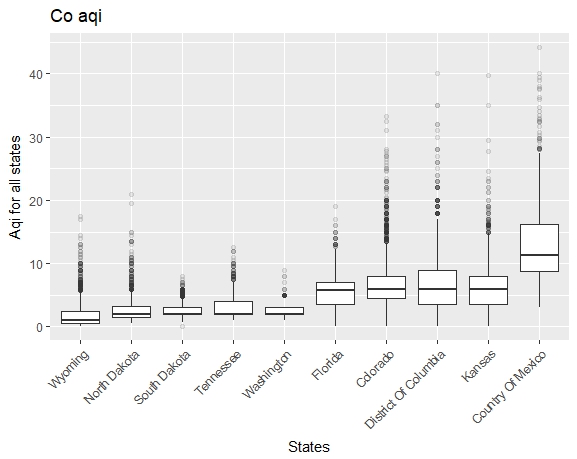 Co aqi
Aqi for all states
40
30
20
10
0
Wyoming
North Dakota
South Dakota
Tennessee
Washington
Florida
Colorado
District Of Columbia
Kansas
Country Of Mexico
States